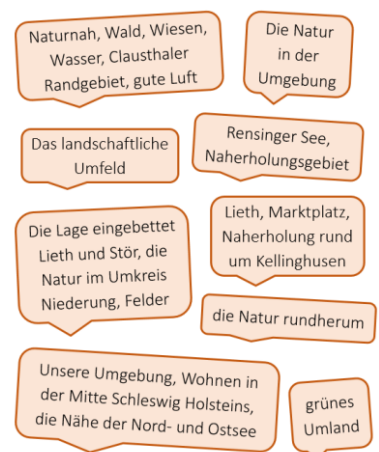 Naturnah, Wald, Wiesen,
Wasser, Clausthaler
Randgebiet, gute Luft
Die Natur
in der
Umgebung
Das landschaftliche
Umfeld
Rensinger See,
Naherholungsgebiet
Die Lage eingebettet
Lieth und Stör, die
Natur im Umkreis
Niederung, Felder
Lieth, Marktplatz,
Naherholung rund
um Kellinghusen
die Natur rundherum
Unsere Umgebung, Wohnen in
der Mitte Schleswig Holsteins,
die Nähe der Nord- und Ostsee
grünes
Umland